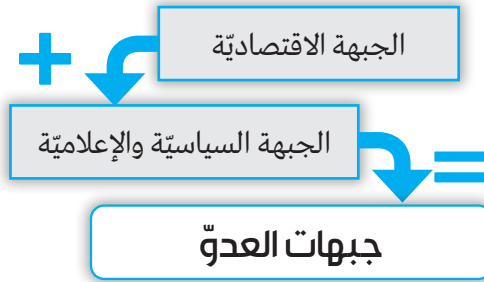 الجبهة الاقتصاديّة
+
الجبهة السياسيّة والإعلاميّة
=
جبهات العدوّ